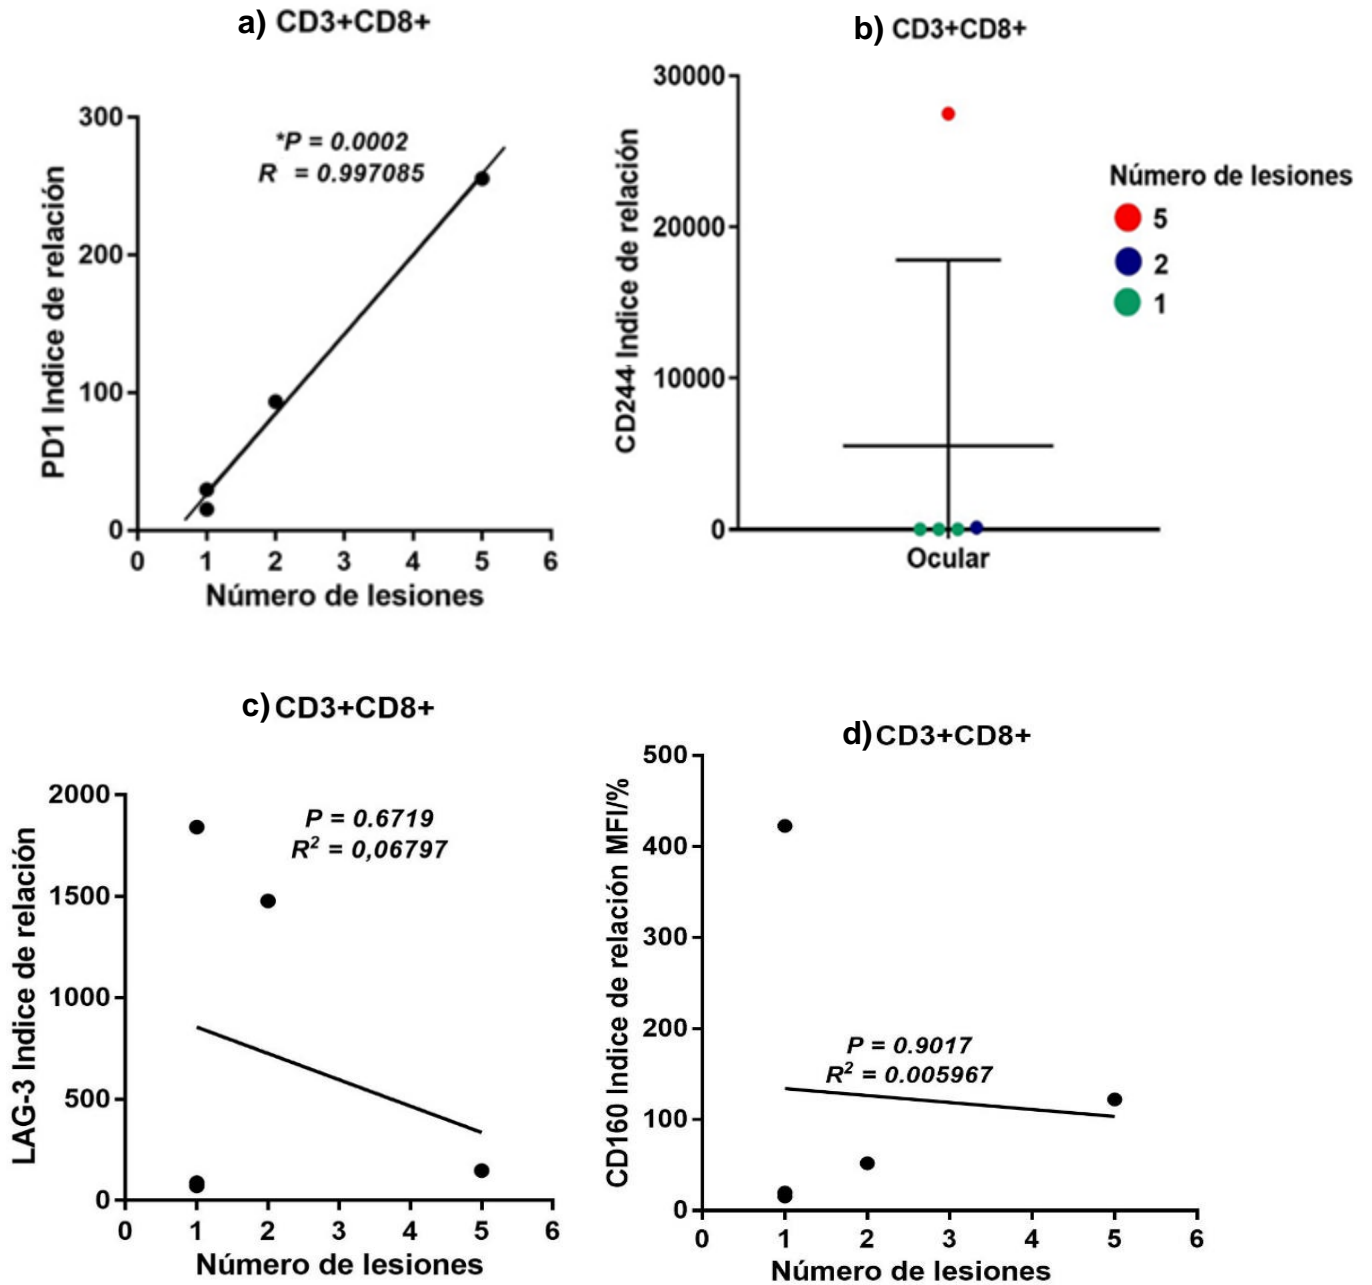 a) CD3+CD8+
PD1 Indice de relación
300
200
100
0
*P = 0.0002
R = 0.997085
0 1 2 3 4 5 6
Número de lesiones
b) CD3+CD8+
CD244 Indice de relación
30000
20000
10000
0
Ocular
Número de lesiones
5
2
1
c) CD3+CD8+
LAG-3 Indice de relación
2000
1500
1000
500
0
P = 0.6719
R² = 0,06797
0 1 2 3 4 5 6
Número de lesiones
d) CD3+CD8+
CD160 Indice de relación MFI/%
500
400
300
200
100
0
P = 0.9017
R² = 0.005967
0 1 2 3 4 5 6
Número de lesiones